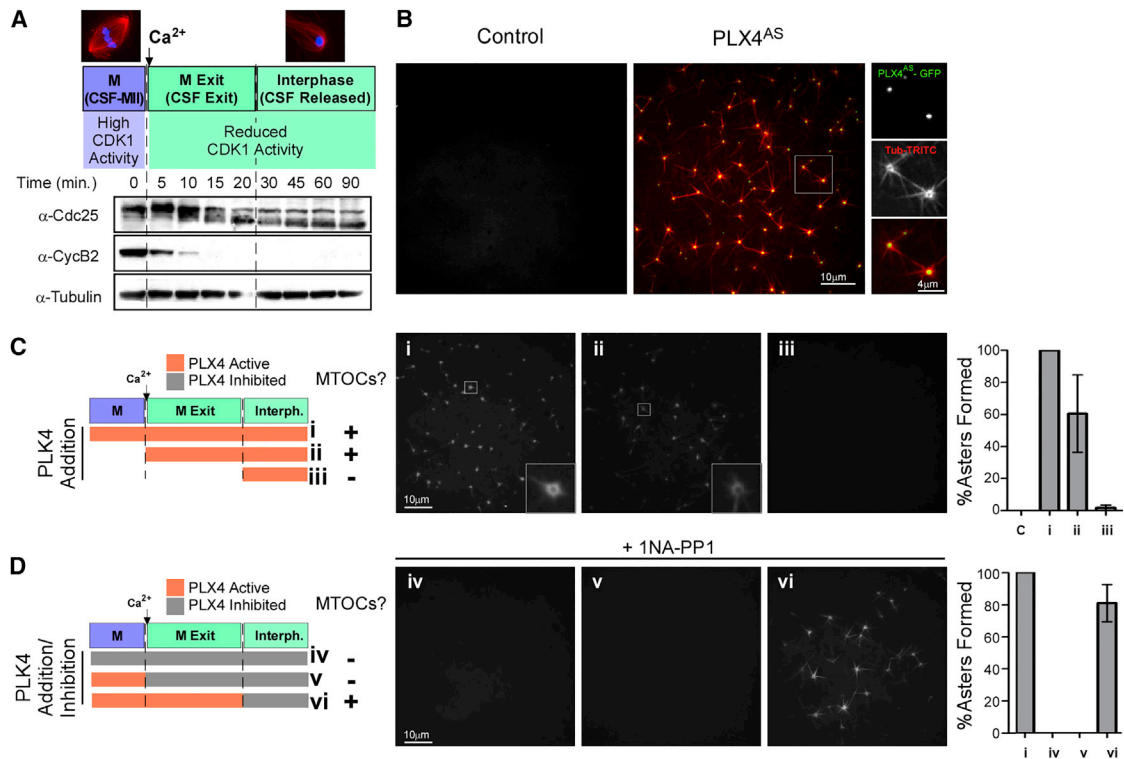 A
Ca2+
M
(CSF-MII)
M Exit
(CSF Exit)
Interphase
(CSF Released)
High
CDK1
Activity
Reduced
CDK1 Activity
Time (min.) 0 5 10 15 20 30 45 60 90
α-Cdc25
α-CycB2
α-Tubulin
B
Control
PLX4AS
10μm
PLX4AS- GFP
Tub-TRITC
4μm
C
PLX4 Active
PLX4 Inhibited
Ca2+
MTOCs?
M M Exit Interph.
PLK4
Addition
i +
ii +
iii -
i
10μm
ii
iii
%Asters Formed
100
80
60
40
20
0
C i ii iii
D
PLX4 Active
PLX4 Inhibited
Ca2+
MTOCs?
M M Exit Interph.
PLK4
Addition/
Inhibition
iv -
v -
vi +
+ 1NA-PP1
iv
10μm
v
vi
%Asters Formed
100
80
60
40
20
0
i iv v vi